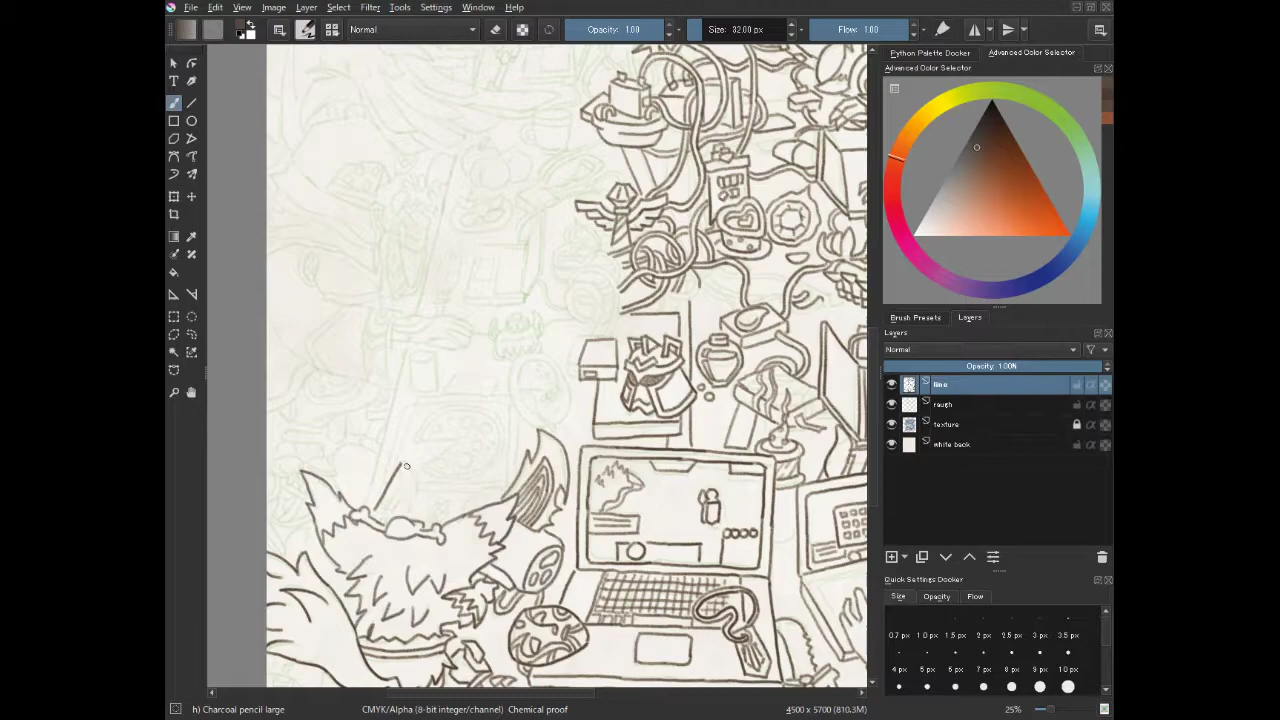 File Edit View Image Layer Select Filter Tools Settings Window Help
Normal Opacity: 1.00 Size: 32.00 px Flow: 1.00
Python Palette Docker Advanced Color Selector
Advanced Color Selector
Brush Presets Layers
Layers
Normal
Opacity: 100%
line
rough
texture
white back
Quick Settings Docker
Size Opacity Flow
0.7 px 1.0 px 1.5 px 2 px 2.5 px 3 px 3.5 px
4 px 5 px 6 px 7 px 8 px 9 px 10 px
h) Charcoal pencil large CMYK/Alpha (8-bit integer/channel) Chemical proof 4500 x 5700 (810.3M) 25%